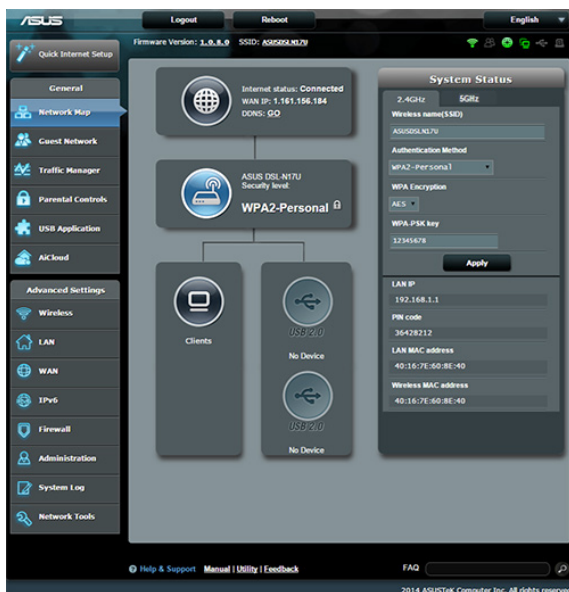 ASUS
Logout
Reboot
English
Quick Internet Setup
Firmware Version: 1.0.8.0 SSID: ASUSDSLN17U
General
Network Map
Guest Network
Traffic Manager
Parental Controls
USB Application
AiCloud
Advanced Settings
Wireless
LAN
WAN
IPv6
Firewall
Administration
System Log
Network Tools
Internet status: Connected
WAN IP: 1.161.156.184
DDNS: GO
ASUS DSL-N17U
Security level:
WPA2-Personal
Clients
USB 2.0
No Device
USB 2.0
No Device
System Status
2.4GHz
5GHz
Wireless name(SSID)
ASUSDSLN17U
Authentication Method
WPA2-Personal
WPA Encryption
AES
WPA-PSK key
12345678
Apply
LAN IP
192.168.1.1
PIN code
36428212
LAN MAC address
40:16:7E:60:8E:40
Wireless MAC address
40:16:7E:60:8E:40
Help & Support Manual | Utility | Feedback
FAQ
2014 ASUSTeK Computer Inc. All rights reserved